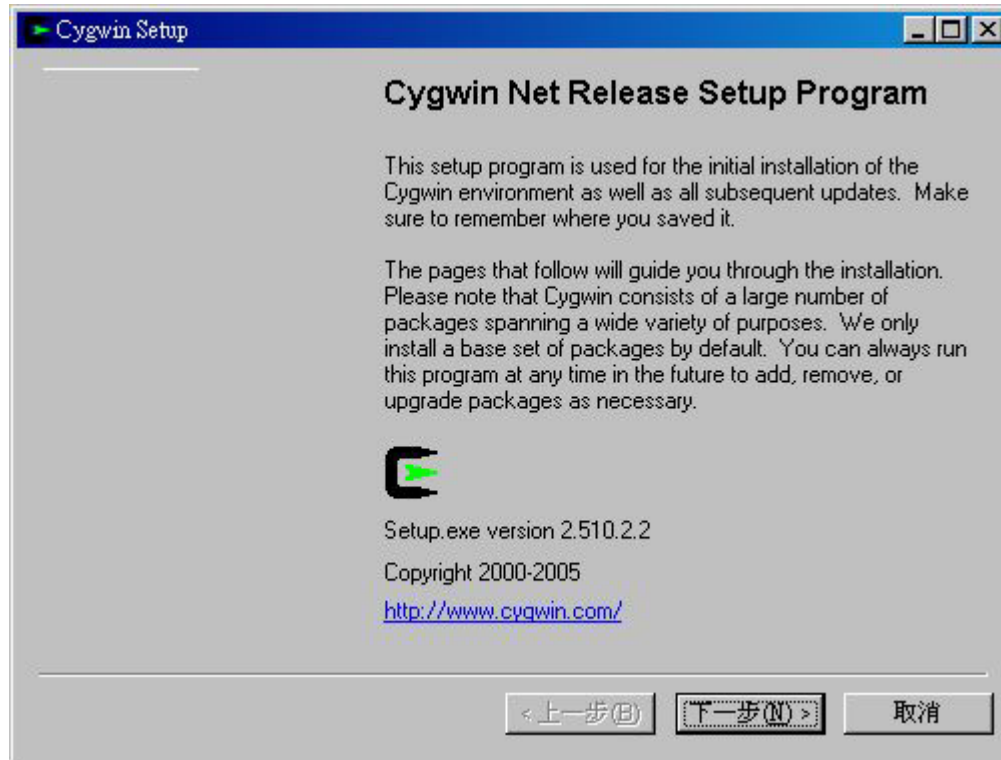 Cygwin Setup
Cygwin Net Release Setup Program
This setup program is used for the initial installation of the
Cygwin environment as well as all subsequent updates.  Make
sure to remember where you saved it.
The pages that follow will guide you through the installation.
Please note that Cygwin consists of a large number of
packages spanning a wide variety of purposes.  We only
install a base set of packages by default.  You can always run
this program at any time in the future to add, remove, or
upgrade packages as necessary.
Setup.exe version 2.510.2.2
Copyright 2000-2005
http://www.cygwin.com/
<上一步(B) 下一步(N) > 取消